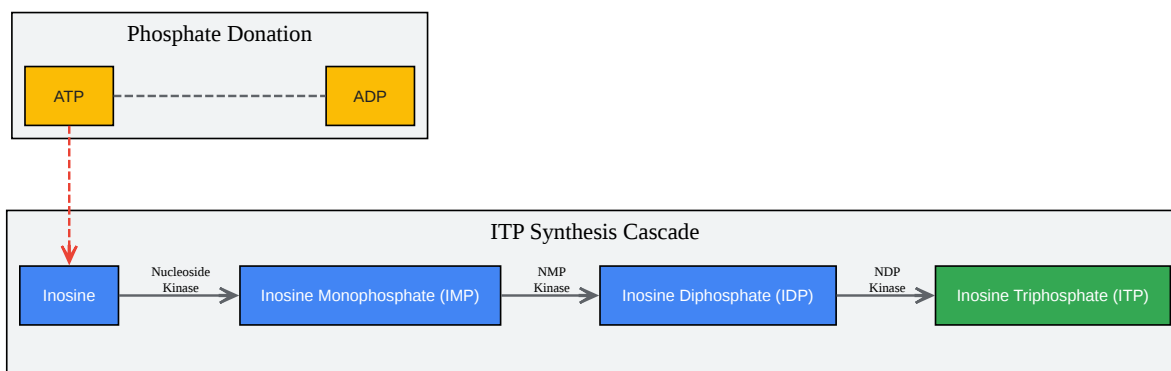 Phosphate Donation
ATP
ADP
ITP Synthesis Cascade
Inosine
Nucleoside
Kinase
Inosine Monophosphate (IMP)
NMP
Kinase
Inosine Diphosphate (IDP)
NDP
Kinase
Inosine Triphosphate (ITP)